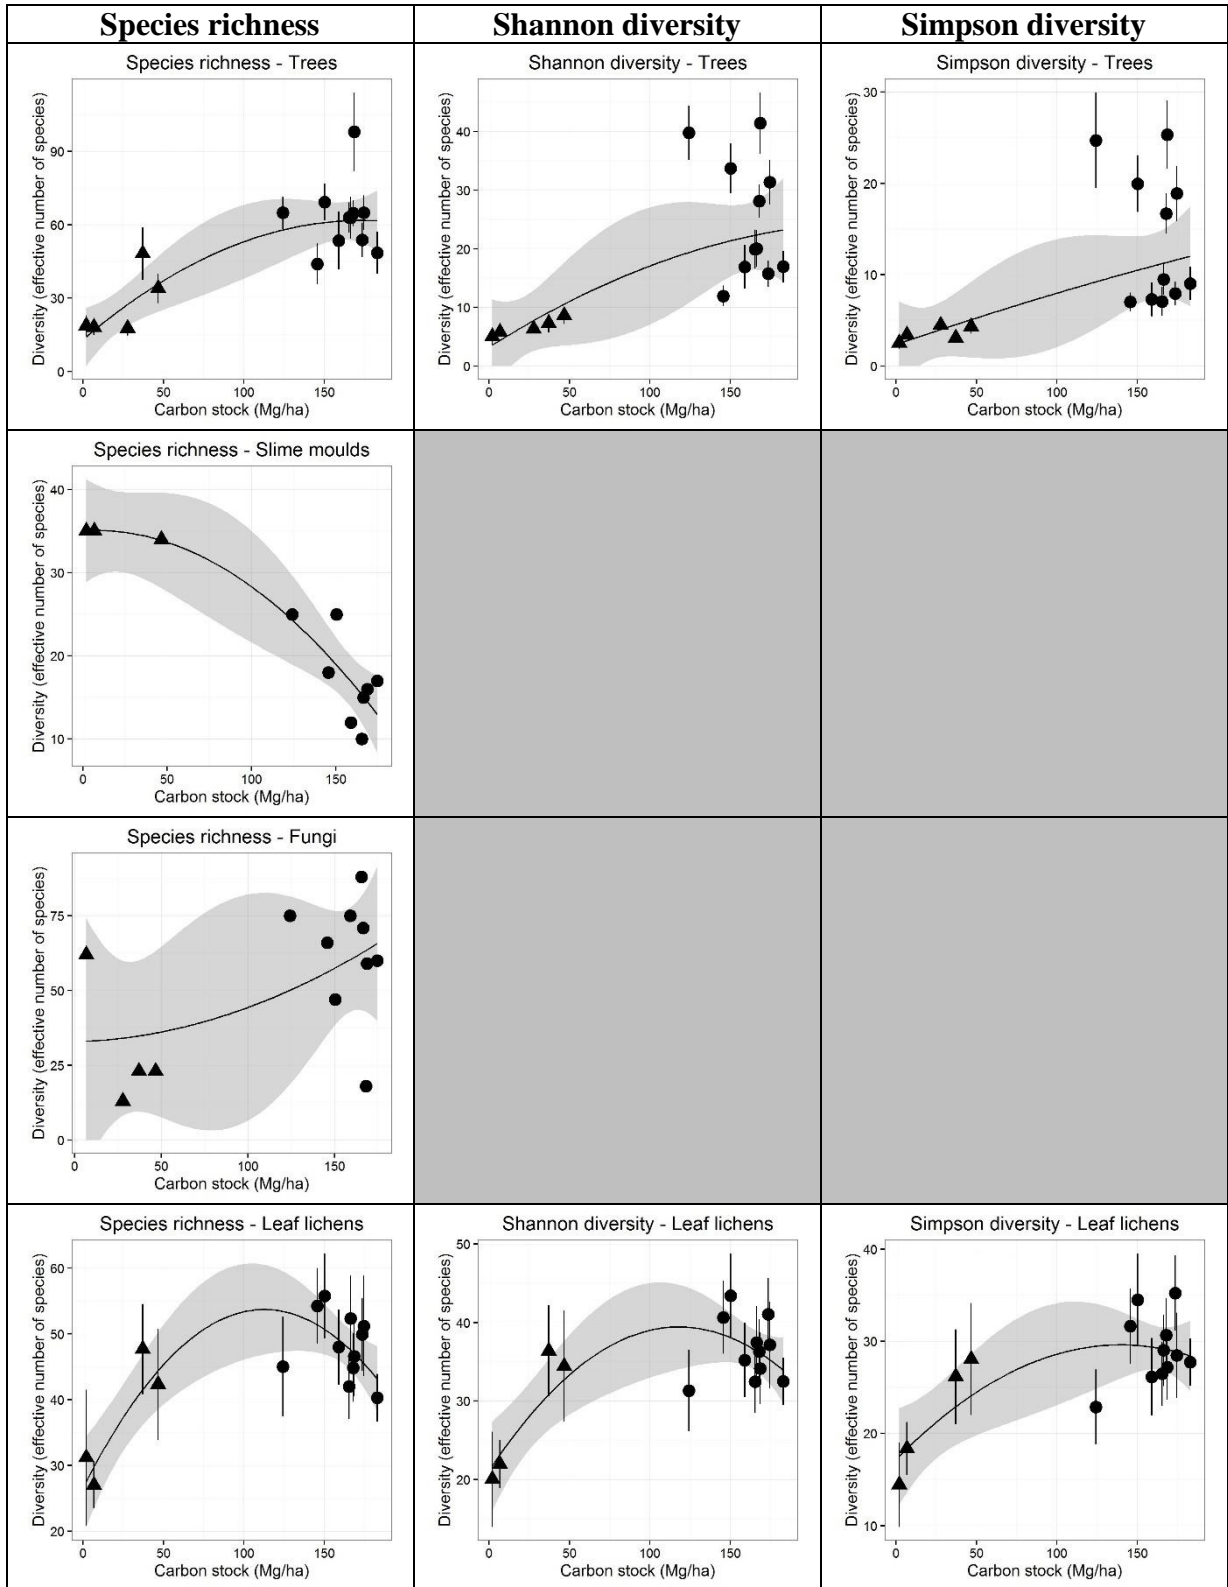 Species richness
Shannon diversity
Simpson diversity
Species richness - Trees
Diversity (effective number of species)
90
60
30
0
0 50 100 150
Carbon stock (Mg/ha)
Shannon diversity - Trees
Diversity (effective number of species)
40
30
20
10
0
0 50 100 150
Carbon stock (Mg/ha)
Simpson diversity - Trees
Diversity (effective number of species)
30
20
10
0
0 50 100 150
Carbon stock (Mg/ha)
Species richness - Slime moulds
Diversity (effective number of species)
40
30
20
10
0 50 100 150
Carbon stock (Mg/ha)
Species richness - Fungi
Diversity (effective number of species)
75
50
25
0
0 50 100 150
Carbon stock (Mg/ha)
Species richness - Leaf lichens
Diversity (effective number of species)
60
50
40
30
20
0 50 100 150
Carbon stock (Mg/ha)
Shannon diversity - Leaf lichens
Diversity (effective number of species)
50
40
30
20
0 50 100 150
Carbon stock (Mg/ha)
Simpson diversity - Leaf lichens
Diversity (effective number of species)
40
30
20
10
0 50 100 150
Carbon stock (Mg/ha)